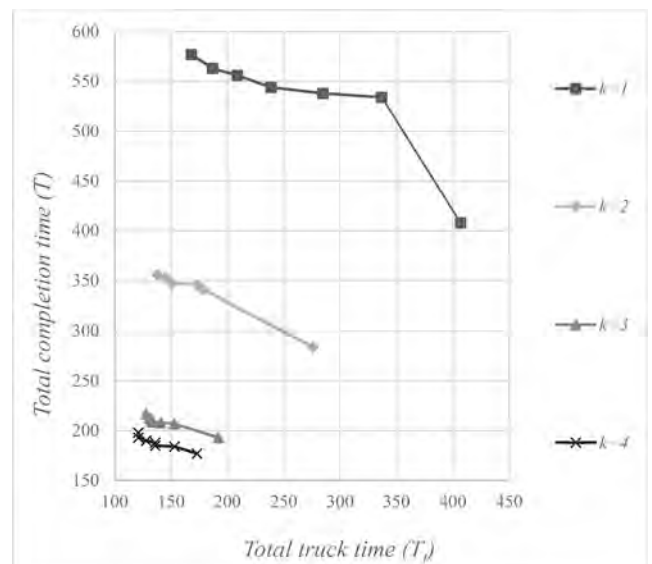 600
550
500
450
400
350
300
250
200
150
100 150 200 250 300 350 400 450
Total completion time (T)
Total truck time (Tt)
k=1
k=2
k=3
k=4